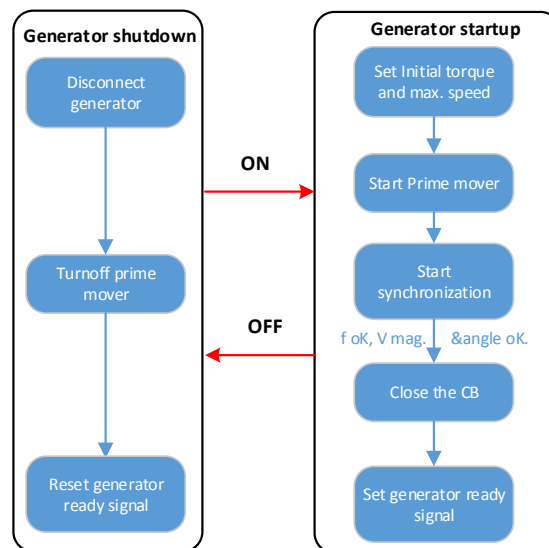 Generator shutdown
Disconnect
generator
Turnoff prime
mover
Reset generator
ready signal
ON
OFF
Generator startup
Set Initial torque
and max. speed
Start Prime mover
Start
synchronization
f oK, V mag. &angle oK.
Close the CB
Set generator ready
signal